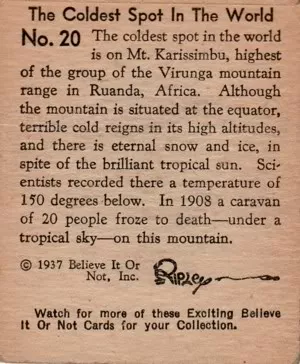 The Coldest Spot In The World
No. 20 The coldest spot in the world
is on Mt. Karissimbu, highest
of the group of the Virunga mountain
range in Ruanda, Africa. Although
the mountain is situated at the equator,
terrible cold reigns in its high altitudes,
and there is eternal snow and ice, in
spite of the brilliant tropical sun. Sci-
entists recorded there a temperature of
150 degrees below. In 1908 a caravan
of 20 people froze to death—under a
tropical sky—on this mountain.
© 1937 Believe It Or
Not, Inc.
Ripley
Watch for more of these Exciting Believe
It Or Not Cards for your Collection.